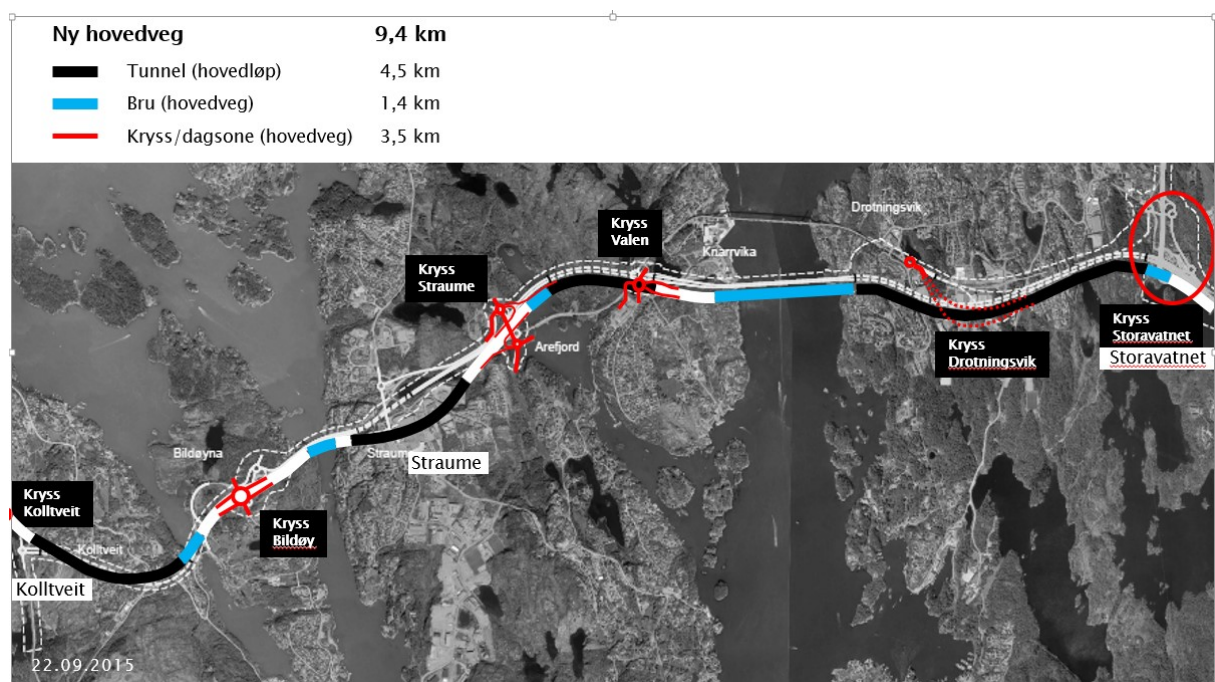 Ny hovedveg 9,4 km
Tunnel (hovedløp) 4,5 km
Bru (hovedveg) 1,4 km
Kryss/dagsone (hovedveg) 3,5 km
Drotningsvik
Kryss
Valen
Knarrvika
Kryss
Straume
Kryss
Storavatnet
Storavatnet
Kryss
Drotningsvik
Arefjord
Bildøyna
Straume
Straume
Kryss
Kolltveit
Kryss
Bildøy
Kolltveit
Kolltveit
22.09.2015